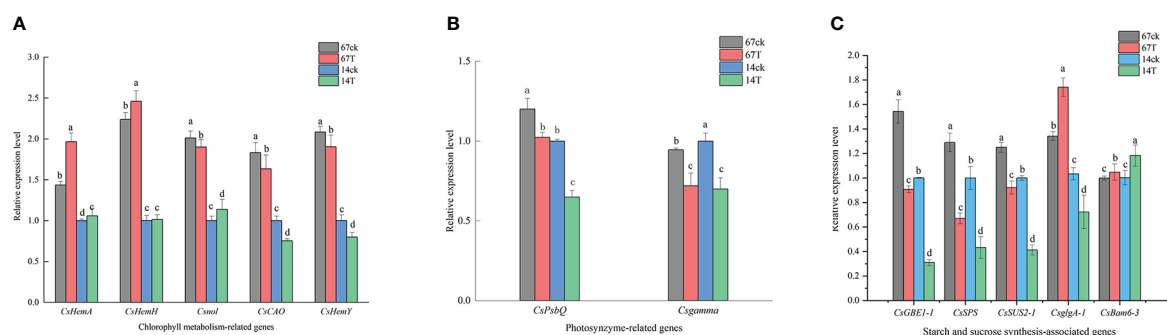 A
67ck
67T
14ck
14T
Relative expression level
3.0
2.5
2.0
1.5
1.0
0.5
0.0
b a d c
b a c c
a b c d
a b c d
a b c d
CsHemA CsHemH Csnol CsCAO CsHemY
Chlorophyll metabolism-related genes
B
67ck
67T
14ck
14T
Relative expression level
1.5
1.0
0.5
0.0
a b b c
b c a c
CsPsbQ Csgamma
Photosynzyme-related genes
C
67ck
67T
14ck
14T
Relative expression level
2.0
1.8
1.6
1.4
1.2
1.0
0.8
0.6
0.4
0.2
0.0
a c b d
a c b d
a c b d
b a c d
c b c a
CsGBE1-1 CsSPS CsSUS2-1 CsglgA-1 CsBam6-3
Starch and sucrose synthesis-associated genes